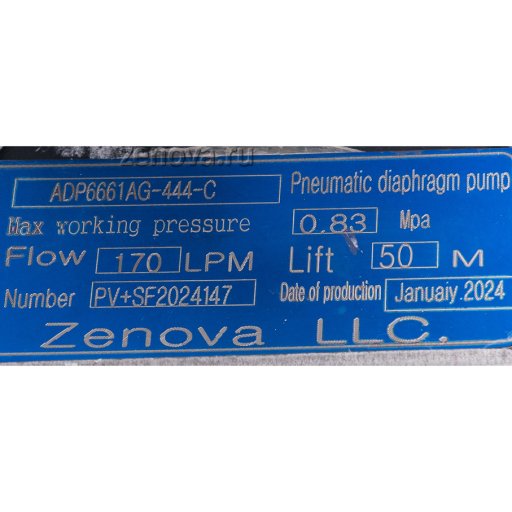 zenova.ru
ADP6661AG-444-C Pneumatic diaphragm pump
Max working pressure 0.83 Mpa
Flow 170 LPM Lift 50 M
Number PV+SF2024147 Date of production Januaiy.2024
Zenova LLC.